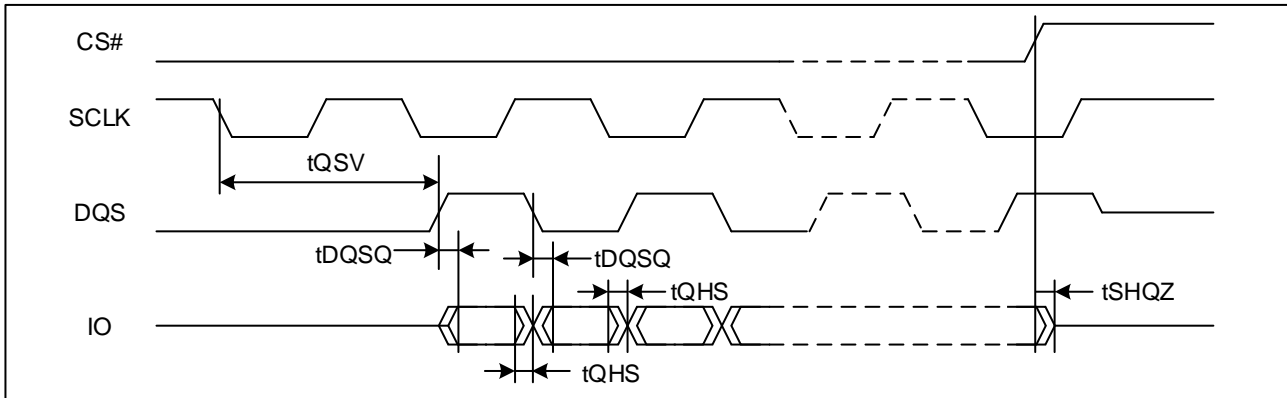 CS#
SCLK
tQSV
DQS
tDQSQ
tDQSQ
tQHS
tSHQZ
IO
tQHS